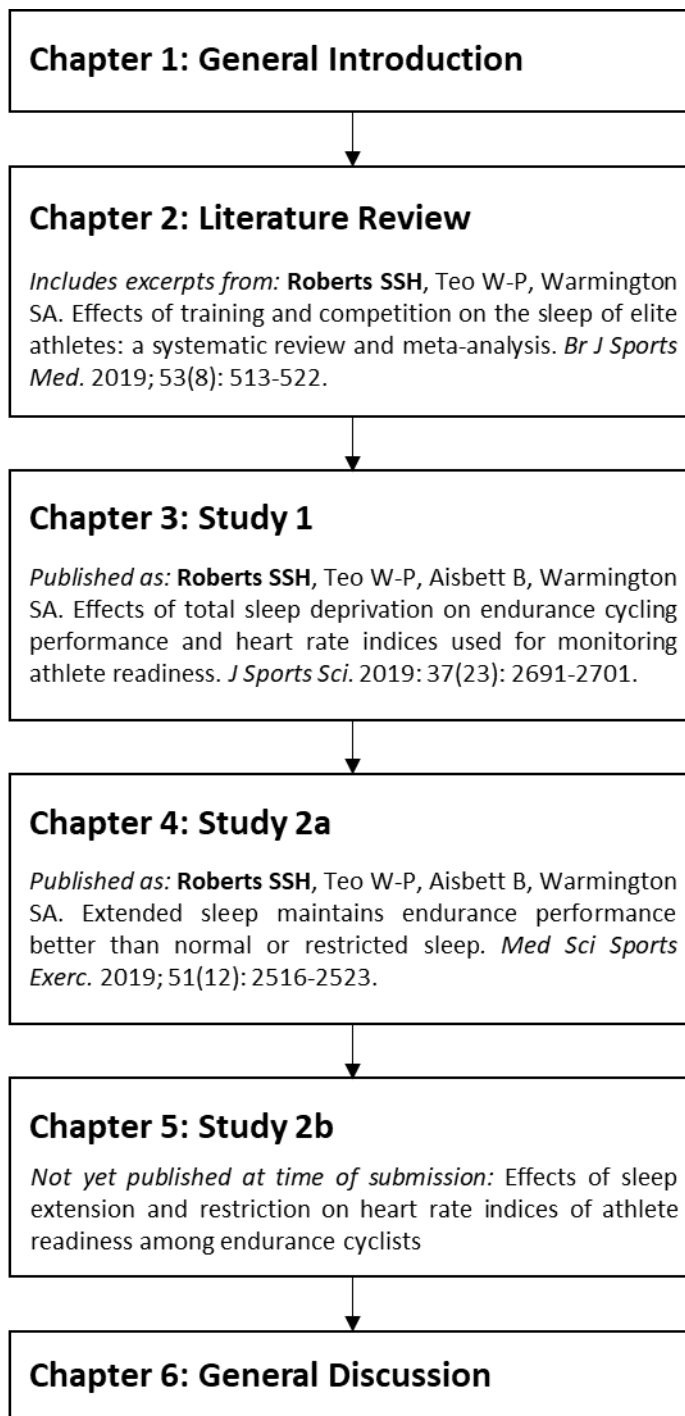 Chapter 1: General Introduction
Chapter 2: Literature Review
Includes excerpts from: Roberts SSH, Teo W-P, Warmington
SA. Effects of training and competition on the sleep of elite
athletes: a systematic review and meta-analysis. Br J Sports
Med. 2019; 53(8): 513-522.
Chapter 3: Study 1
Published as: Roberts SSH, Teo W-P, Aisbett B, Warmington
SA. Effects of total sleep deprivation on endurance cycling
performance and heart rate indices used for monitoring
athlete readiness. J Sports Sci. 2019: 37(23): 2691-2701.
Chapter 4: Study 2a
Published as: Roberts SSH, Teo W-P, Aisbett B, Warmington
SA. Extended sleep maintains endurance performance
better than normal or restricted sleep. Med Sci Sports
Exerc. 2019; 51(12): 2516-2523.
Chapter 5: Study 2b
Not yet published at time of submission: Effects of sleep
extension and restriction on heart rate indices of athlete
readiness among endurance cyclists
Chapter 6: General Discussion